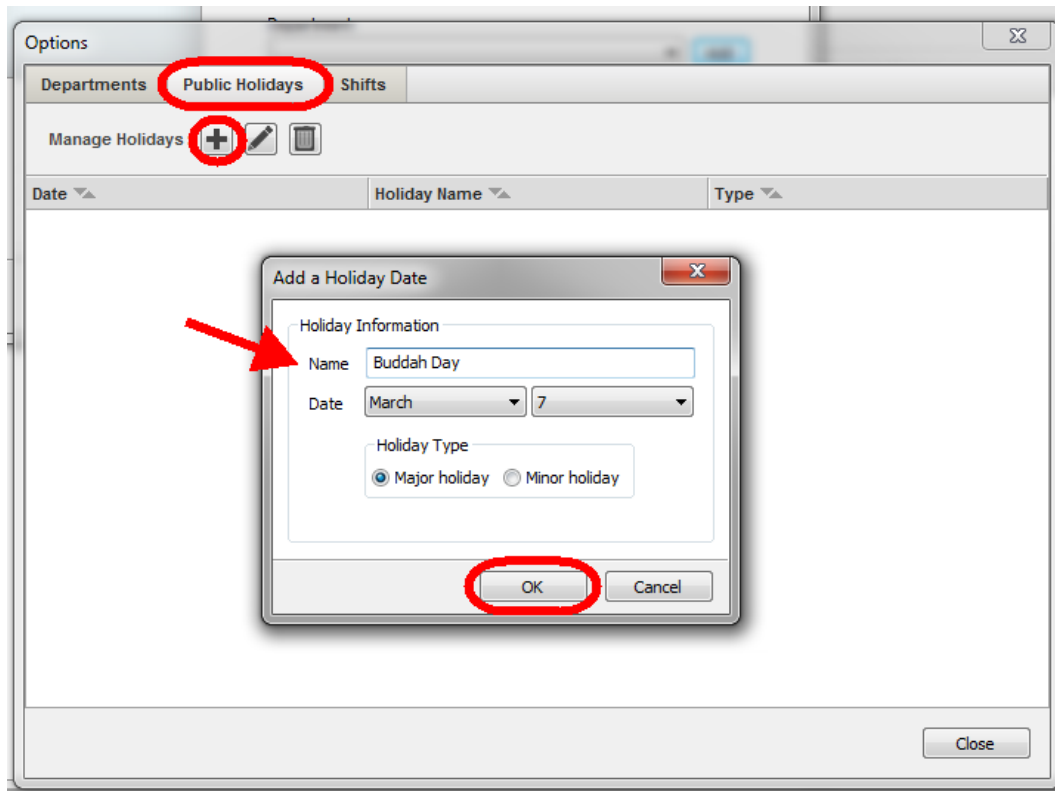 Options
Departments Public Holidays Shifts
Manage Holidays
Date Holiday Name Type
Add a Holiday Date
Holiday Information
Name Buddah Day
Date March 7
Holiday Type
Major holiday Minor holiday
OK Cancel
Close